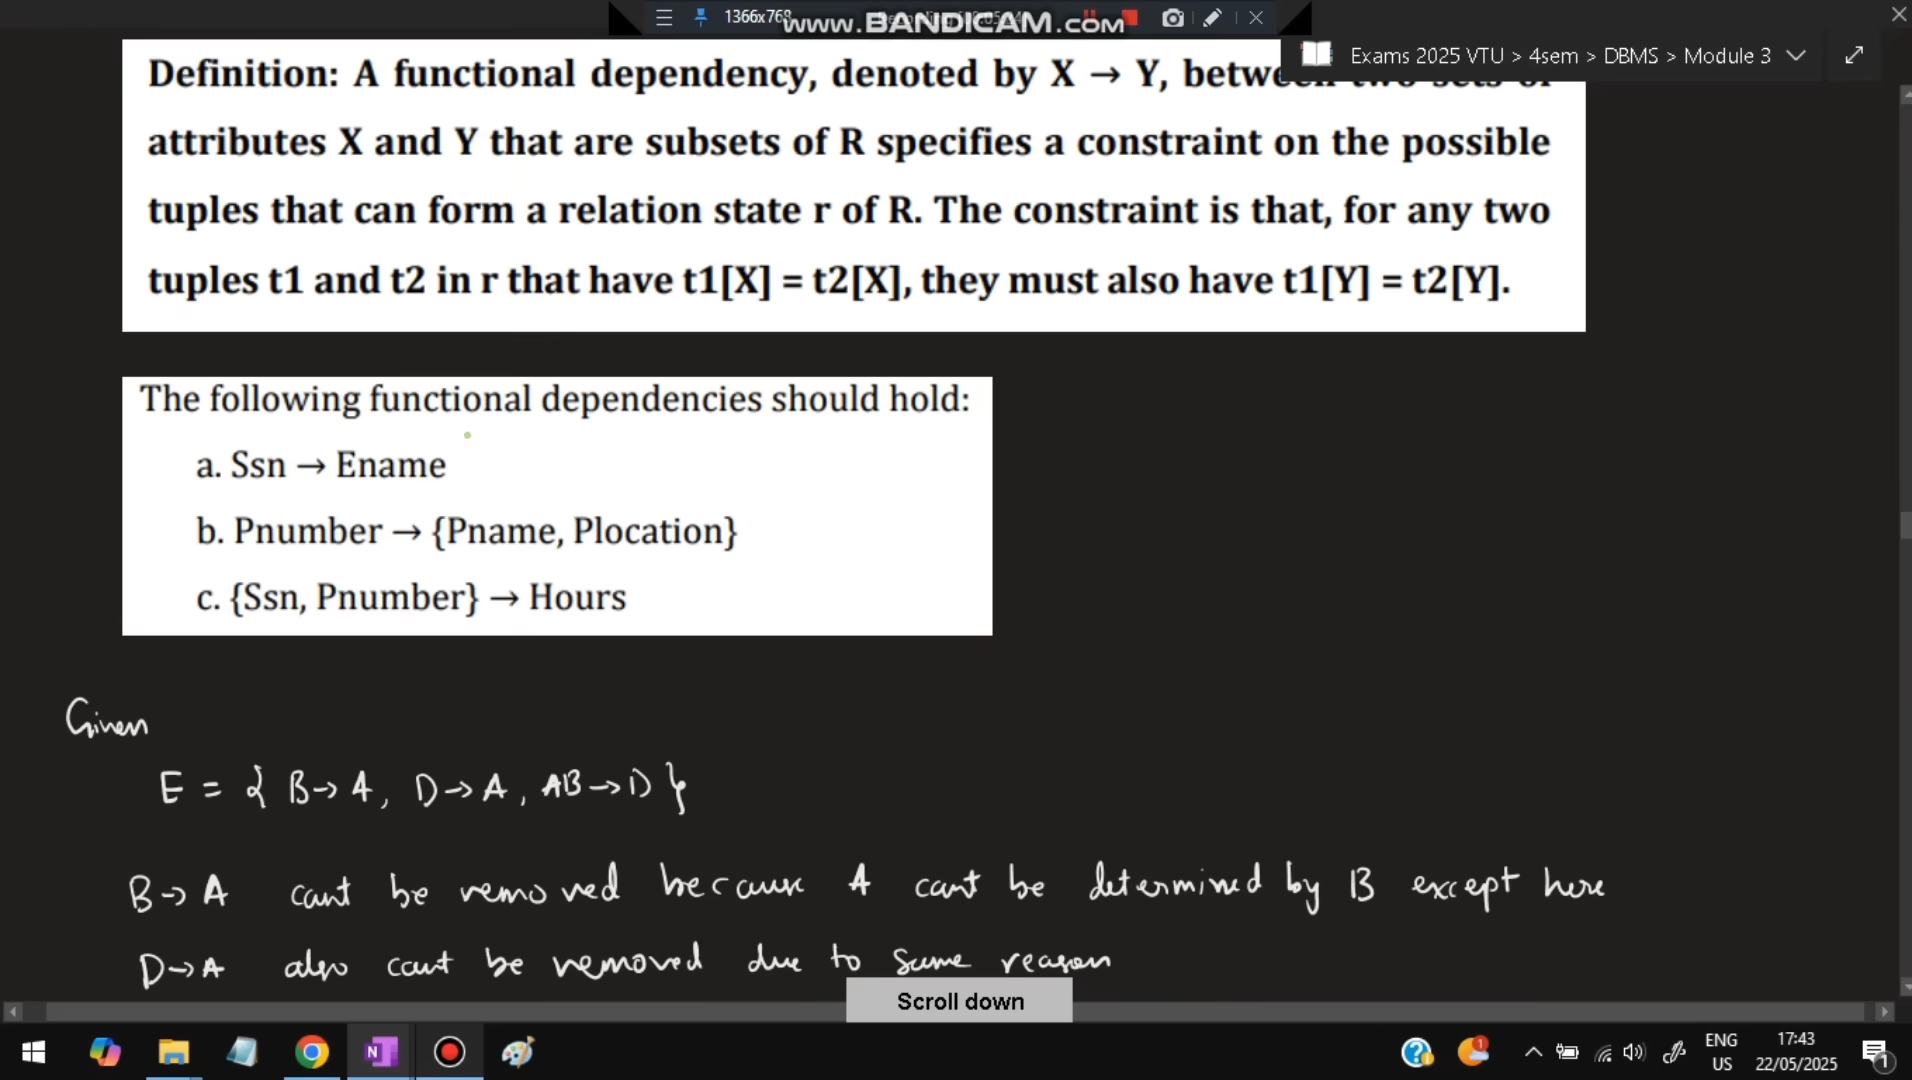 1366x768
www.BANDICAM.com
Exams 2025 VTU > 4sem > DBMS > Module 3
Definition: A functional dependency, denoted by X → Y, between two sets of
attributes X and Y that are subsets of R specifies a constraint on the possible
tuples that can form a relation state r of R. The constraint is that, for any two
tuples t1 and t2 in r that have t1[X] = t2[X], they must also have t1[Y] = t2[Y].
The following functional dependencies should hold:
a. Ssn → Ename
b. Pnumber → {Pname, Plocation}
c. {Ssn, Pnumber} → Hours
Given
E = { B→A, D→A, AB→D }
B→A cant be removed because A cant be determined by B except here
D→A also cant be removed due to same reason
Scroll down
ENG
US
17:43
22/05/2025